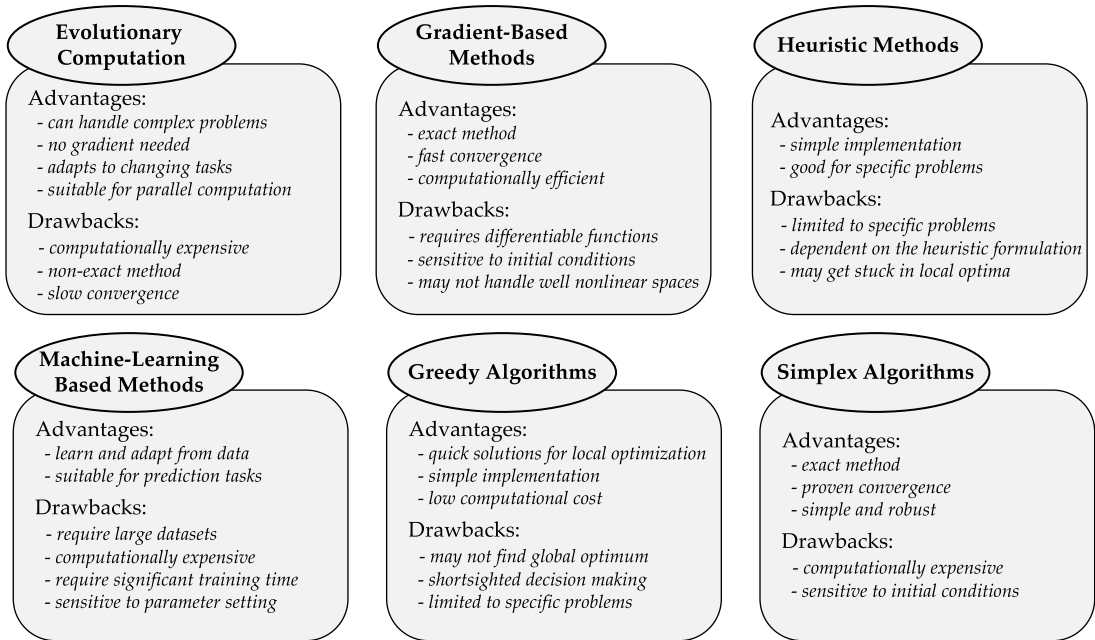 Evolutionary
Computation
Advantages:
- can handle complex problems
- no gradient needed
- adapts to changing tasks
- suitable for parallel computation
Drawbacks:
- computationally expensive
- non-exact method
- slow convergence
Gradient-Based
Methods
Advantages:
- exact method
- fast convergence
- computationally efficient
Drawbacks:
- requires differentiable functions
- sensitive to initial conditions
- may not handle well nonlinear spaces
Heuristic Methods
Advantages:
- simple implementation
- good for specific problems
Drawbacks:
- limited to specific problems
- dependent on the heuristic formulation
- may get stuck in local optima
Machine-Learning
Based Methods
Advantages:
- learn and adapt from data
- suitable for prediction tasks
Drawbacks:
- require large datasets
- computationally expensive
- require significant training time
- sensitive to parameter setting
Greedy Algorithms
Advantages:
- quick solutions for local optimization
- simple implementation
- low computational cost
Drawbacks:
- may not find global optimum
- shortsighted decision making
- limited to specific problems
Simplex Algorithms
Advantages:
- exact method
- proven convergence
- simple and robust
Drawbacks:
- computationally expensive
- sensitive to initial conditions